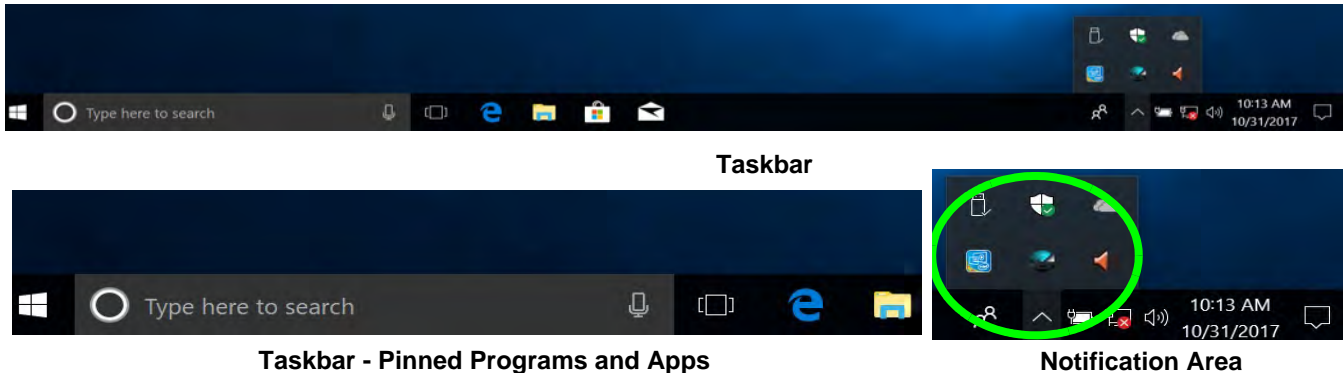 Type here to search
10:13 AM
10/31/2017
Taskbar
Type here to search
10:13 AM
10/31/2017
Taskbar - Pinned Programs and Apps
Notification Area